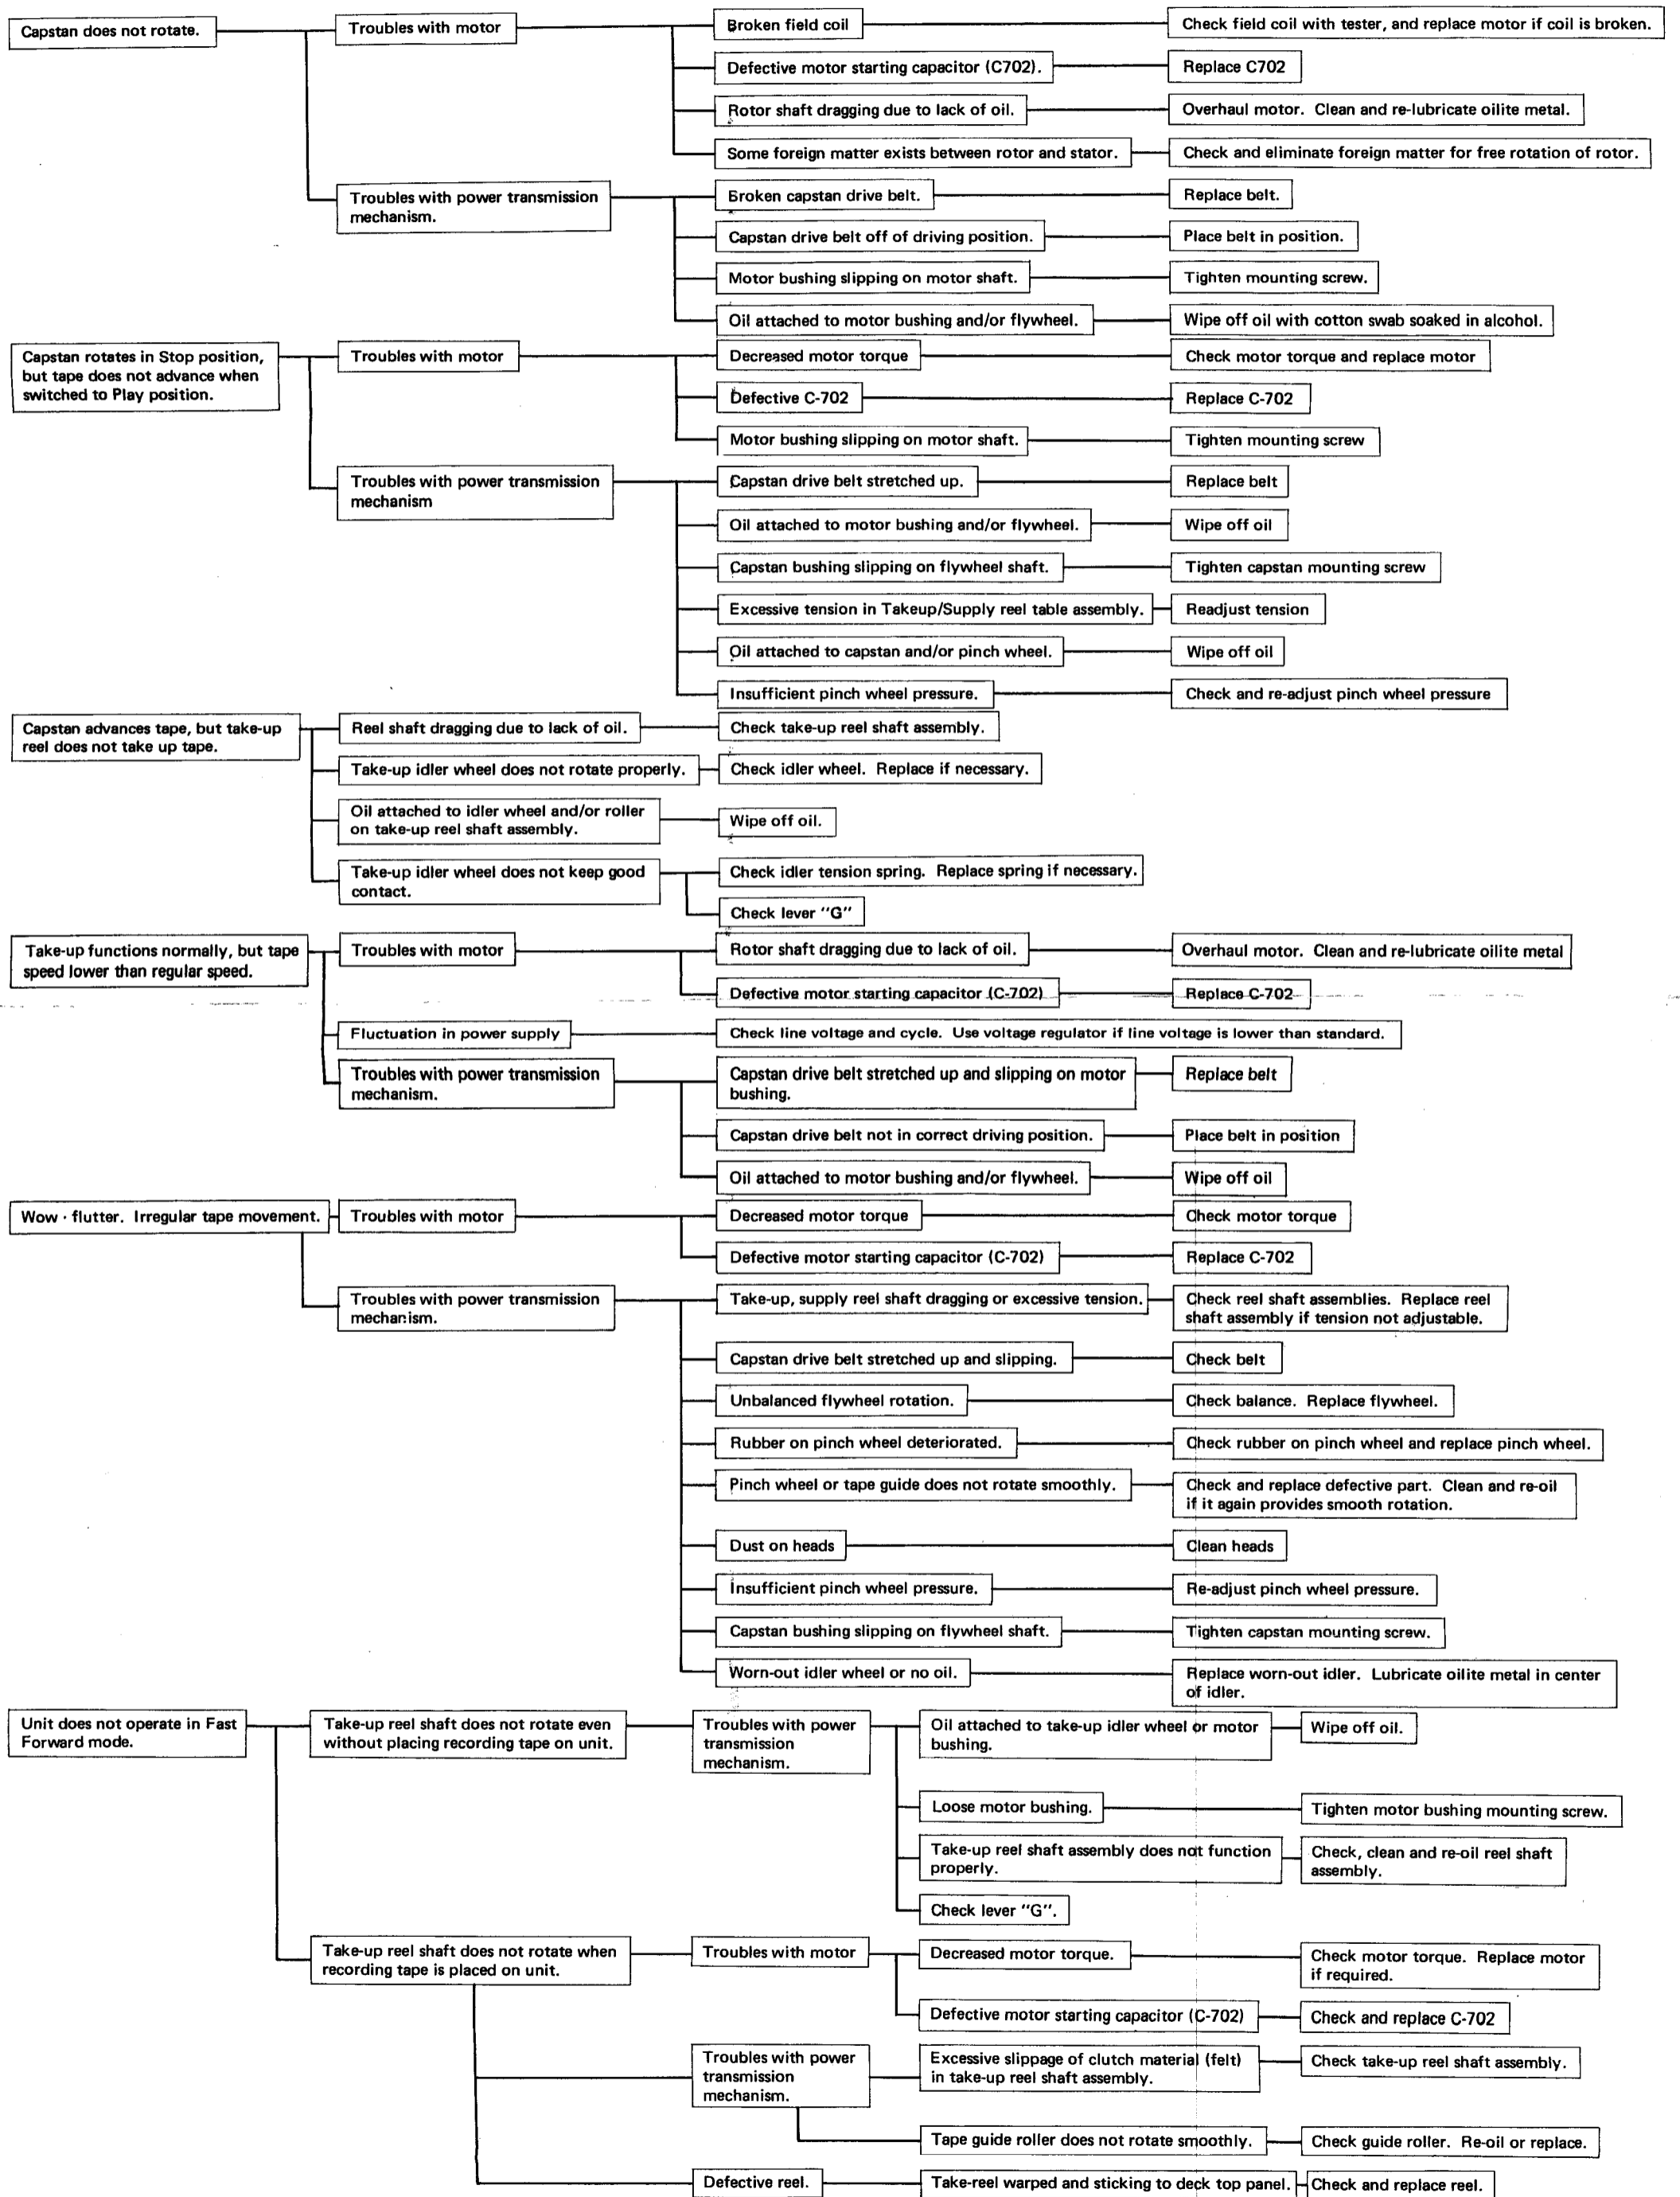 Capstan does not rotate.
Troubles with motor
Broken field coil
Check field coil with tester, and replace motor if coil is broken.
Defective motor starting capacitor (C702).
Replace C702
Rotor shaft dragging due to lack of oil.
Overhaul motor. Clean and re-lubricate oilite metal.
Some foreign matter exists between rotor and stator.
Check and eliminate foreign matter for free rotation of rotor.
Troubles with power transmission
mechanism.
Broken capstan drive belt.
Replace belt.
Capstan drive belt off of driving position.
Place belt in position.
Motor bushing slipping on motor shaft.
Tighten mounting screw.
Oil attached to motor bushing and/or flywheel.
Wipe off oil with cotton swab soaked in alcohol.
Capstan rotates in Stop position,
but tape does not advance when
switched to Play position.
Troubles with motor
Decreased motor torque
Check motor torque and replace motor
Defective C-702
Replace C-702
Motor bushing slipping on motor shaft.
Tighten mounting screw
Troubles with power transmission
mechanism
Capstan drive belt stretched up.
Replace belt
Oil attached to motor bushing and/or flywheel.
Wipe off oil
Capstan bushing slipping on flywheel shaft.
Tighten capstan mounting screw
Excessive tension in Takeup/Supply reel table assembly.
Readjust tension
Oil attached to capstan and/or pinch wheel.
Wipe off oil
Insufficient pinch wheel pressure.
Check and re-adjust pinch wheel pressure
Capstan advances tape, but take-up
reel does not take up tape.
Reel shaft dragging due to lack of oil.
Check take-up reel shaft assembly.
Take-up idler wheel does not rotate properly.
Check idler wheel. Replace if necessary.
Oil attached to idler wheel and/or roller
on take-up reel shaft assembly.
Wipe off oil.
Take-up idler wheel does not keep good
contact.
Check idler tension spring. Replace spring if necessary.
Check lever "G"
Take-up functions normally, but tape
speed lower than regular speed.
Troubles with motor
Rotor shaft dragging due to lack of oil.
Overhaul motor. Clean and re-lubricate oilite metal
Defective motor starting capacitor (C-702)
Replace C-702
Fluctuation in power supply
Check line voltage and cycle. Use voltage regulator if line voltage is lower than standard.
Troubles with power transmission
mechanism.
Capstan drive belt stretched up and slipping on motor
bushing.
Replace belt
Capstan drive belt not in correct driving position.
Place belt in position
Oil attached to motor bushing and/or flywheel.
Wipe off oil
Wow · flutter. Irregular tape movement.
Troubles with motor
Decreased motor torque
Check motor torque
Defective motor starting capacitor (C-702)
Replace C-702
Troubles with power transmission
mechanism.
Take-up, supply reel shaft dragging or excessive tension.
Check reel shaft assemblies. Replace reel
shaft assembly if tension not adjustable.
Capstan drive belt stretched up and slipping.
Check belt
Unbalanced flywheel rotation.
Check balance. Replace flywheel.
Rubber on pinch wheel deteriorated.
Check rubber on pinch wheel and replace pinch wheel.
Pinch wheel or tape guide does not rotate smoothly.
Check and replace defective part. Clean and re-oil
if it again provides smooth rotation.
Dust on heads
Clean heads
Insufficient pinch wheel pressure.
Re-adjust pinch wheel pressure.
Capstan bushing slipping on flywheel shaft.
Tighten capstan mounting screw.
Worn-out idler wheel or no oil.
Replace worn-out idler. Lubricate oilite metal in center
of idler.
Unit does not operate in Fast
Forward mode.
Take-up reel shaft does not rotate even
without placing recording tape on unit.
Troubles with power
transmission
mechanism.
Oil attached to take-up idler wheel or motor
bushing.
Wipe off oil.
Loose motor bushing.
Tighten motor bushing mounting screw.
Take-up reel shaft assembly does not function
properly.
Check, clean and re-oil reel shaft
assembly.
Check lever "G".
Take-up reel shaft does not rotate when
recording tape is placed on unit.
Troubles with motor
Decreased motor torque.
Check motor torque. Replace motor
if required.
Defective motor starting capacitor (C-702)
Check and replace C-702
Troubles with power
transmission
mechanism.
Excessive slippage of clutch material (felt)
in take-up reel shaft assembly.
Check take-up reel shaft assembly.
Tape guide roller does not rotate smoothly.
Check guide roller. Re-oil or replace.
Defective reel.
Take-reel warped and sticking to deck top panel.
Check and replace reel.